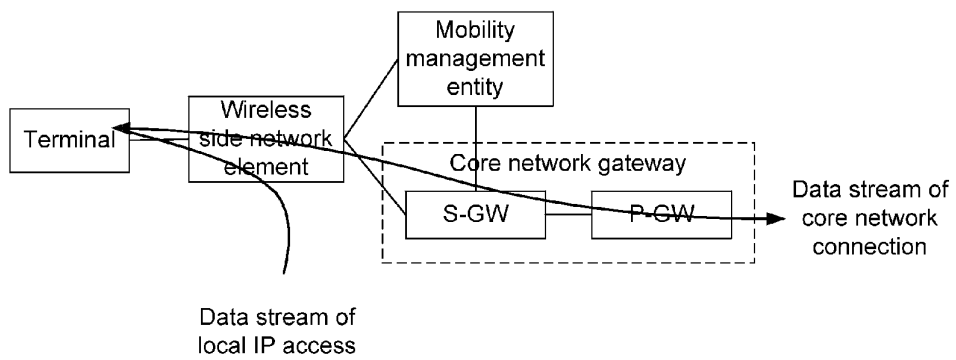 Mobility
management
entity
Wireless
side network
element
Terminal
Core network gateway
S-GW
P-GW
Data stream of
core network
connection
Data stream of
local IP access